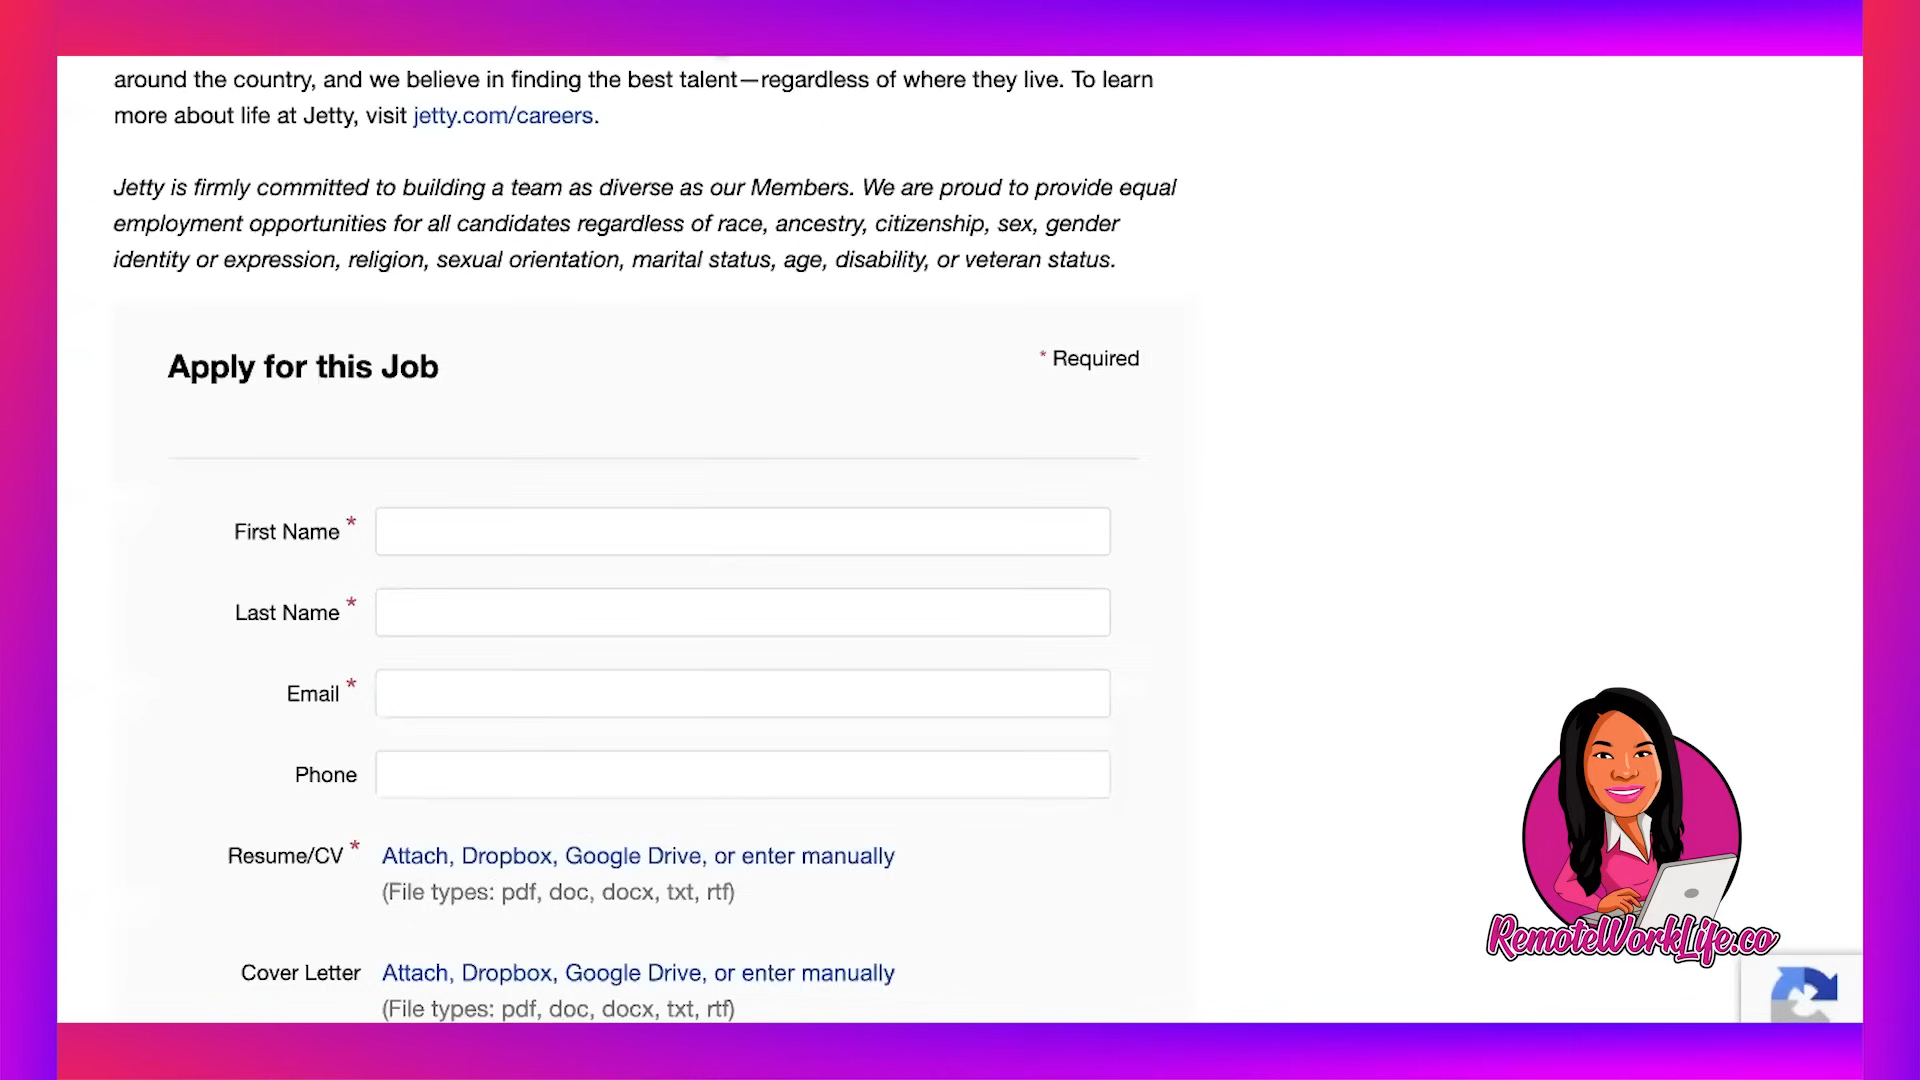 around the country, and we believe in finding the best talent—regardless of where they live. To learn
more about life at Jetty, visit jetty.com/careers.
Jetty is firmly committed to building a team as diverse as our Members. We are proud to provide equal
employment opportunities for all candidates regardless of race, ancestry, citizenship, sex, gender
identity or expression, religion, sexual orientation, marital status, age, disability, or veteran status.
Apply for this Job
* Required
First Name *
Last Name *
Email *
Phone
Resume/CV * Attach, Dropbox, Google Drive, or enter manually
(File types: pdf, doc, docx, txt, rtf)
Cover Letter Attach, Dropbox, Google Drive, or enter manually
(File types: pdf, doc, docx, txt, rtf)
RemoteWorkLife.co